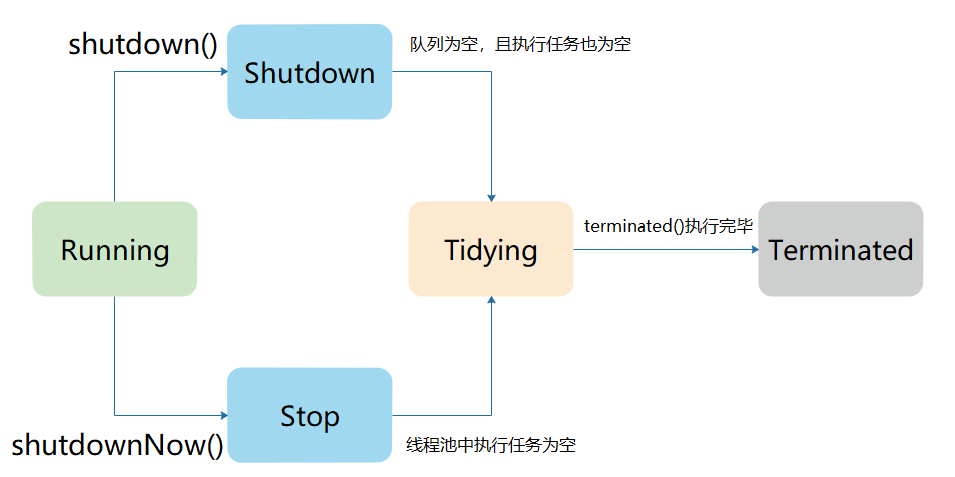 shutdown()
Shutdown
队列为空，且执行任务也为空
Running
Tidying
terminated()执行完毕
Terminated
Stop
shutdownNow()
线程池中执行任务为空